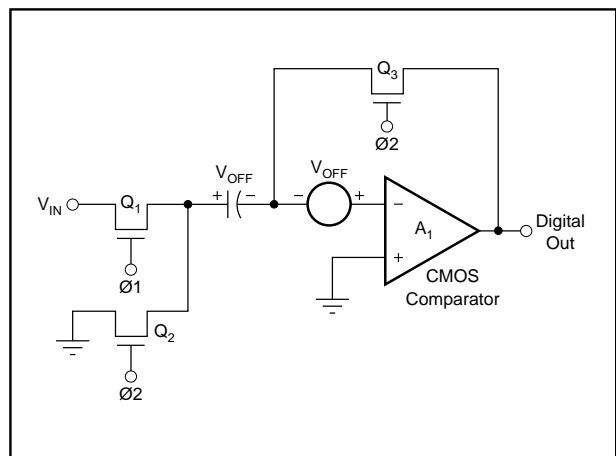 Q3
Ø2
VOFF
VOFF
+ −
− +
VIN
Q1
−
A1
+
Digital
Out
CMOS
Comparator
Ø1
Q2
Ø2